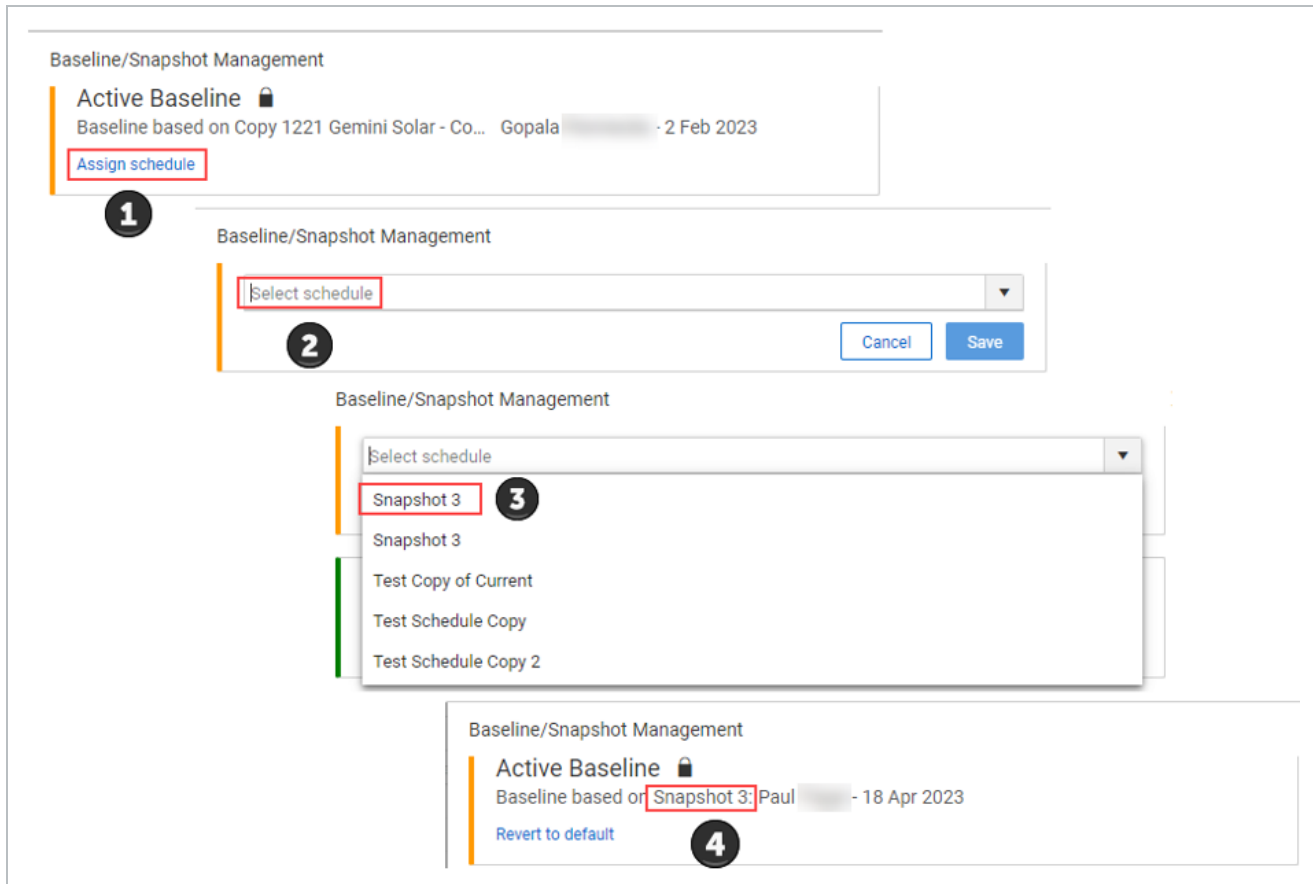 Baseline/Snapshot Management
Active Baseline
Baseline based on Copy 1221 Gemini Solar - Co... Gopala - 2 Feb 2023
Assign schedule
1
Baseline/Snapshot Management
Select schedule
2
Cancel Save
Baseline/Snapshot Management
Select schedule
Snapshot 3
3
Snapshot 3
Test Copy of Current
Test Schedule Copy
Test Schedule Copy 2
Baseline/Snapshot Management
Active Baseline
Baseline based on Snapshot 3: Paul - 18 Apr 2023
Revert to default
4